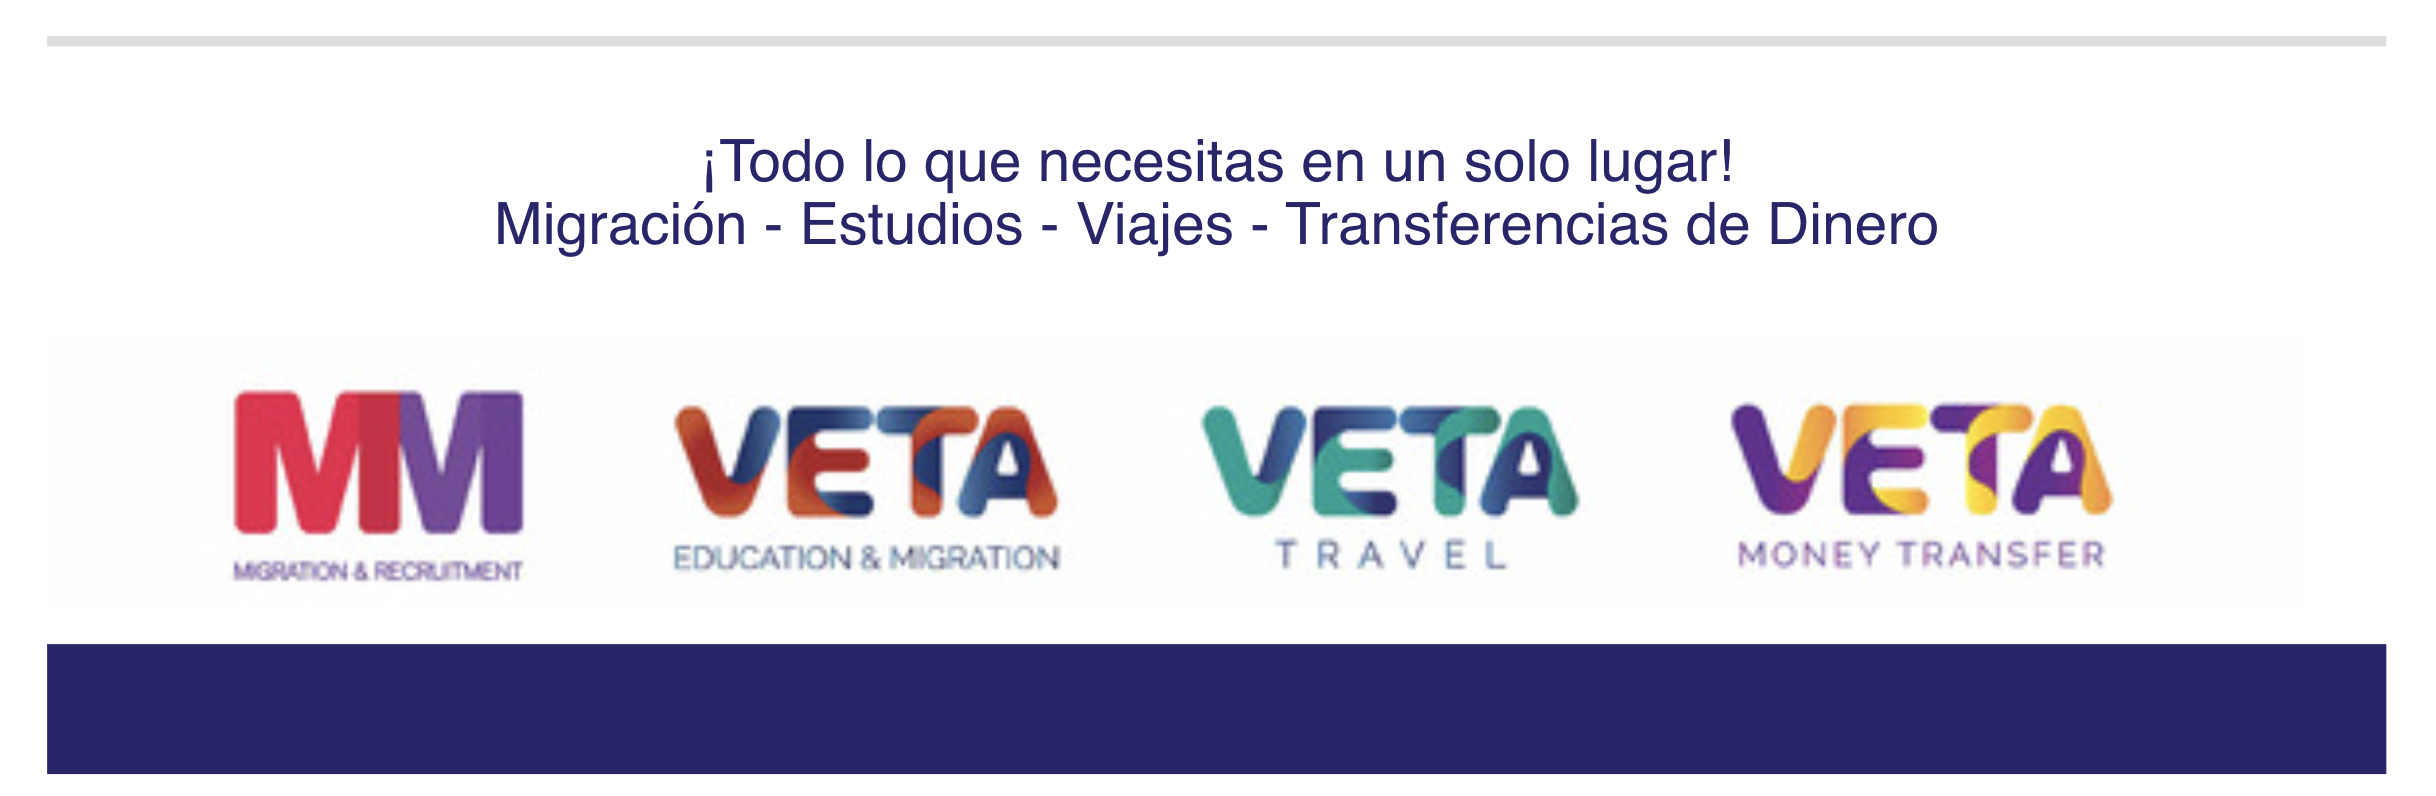 ¡Todo lo que necesitas en un solo lugar!
Migración - Estudios - Viajes - Transferencias de Dinero
MM
MIGRATION & RECRUITMENT
VETA
EDUCATION & MIGRATION
VETA
TRAVEL
VETA
MONEY TRANSFER